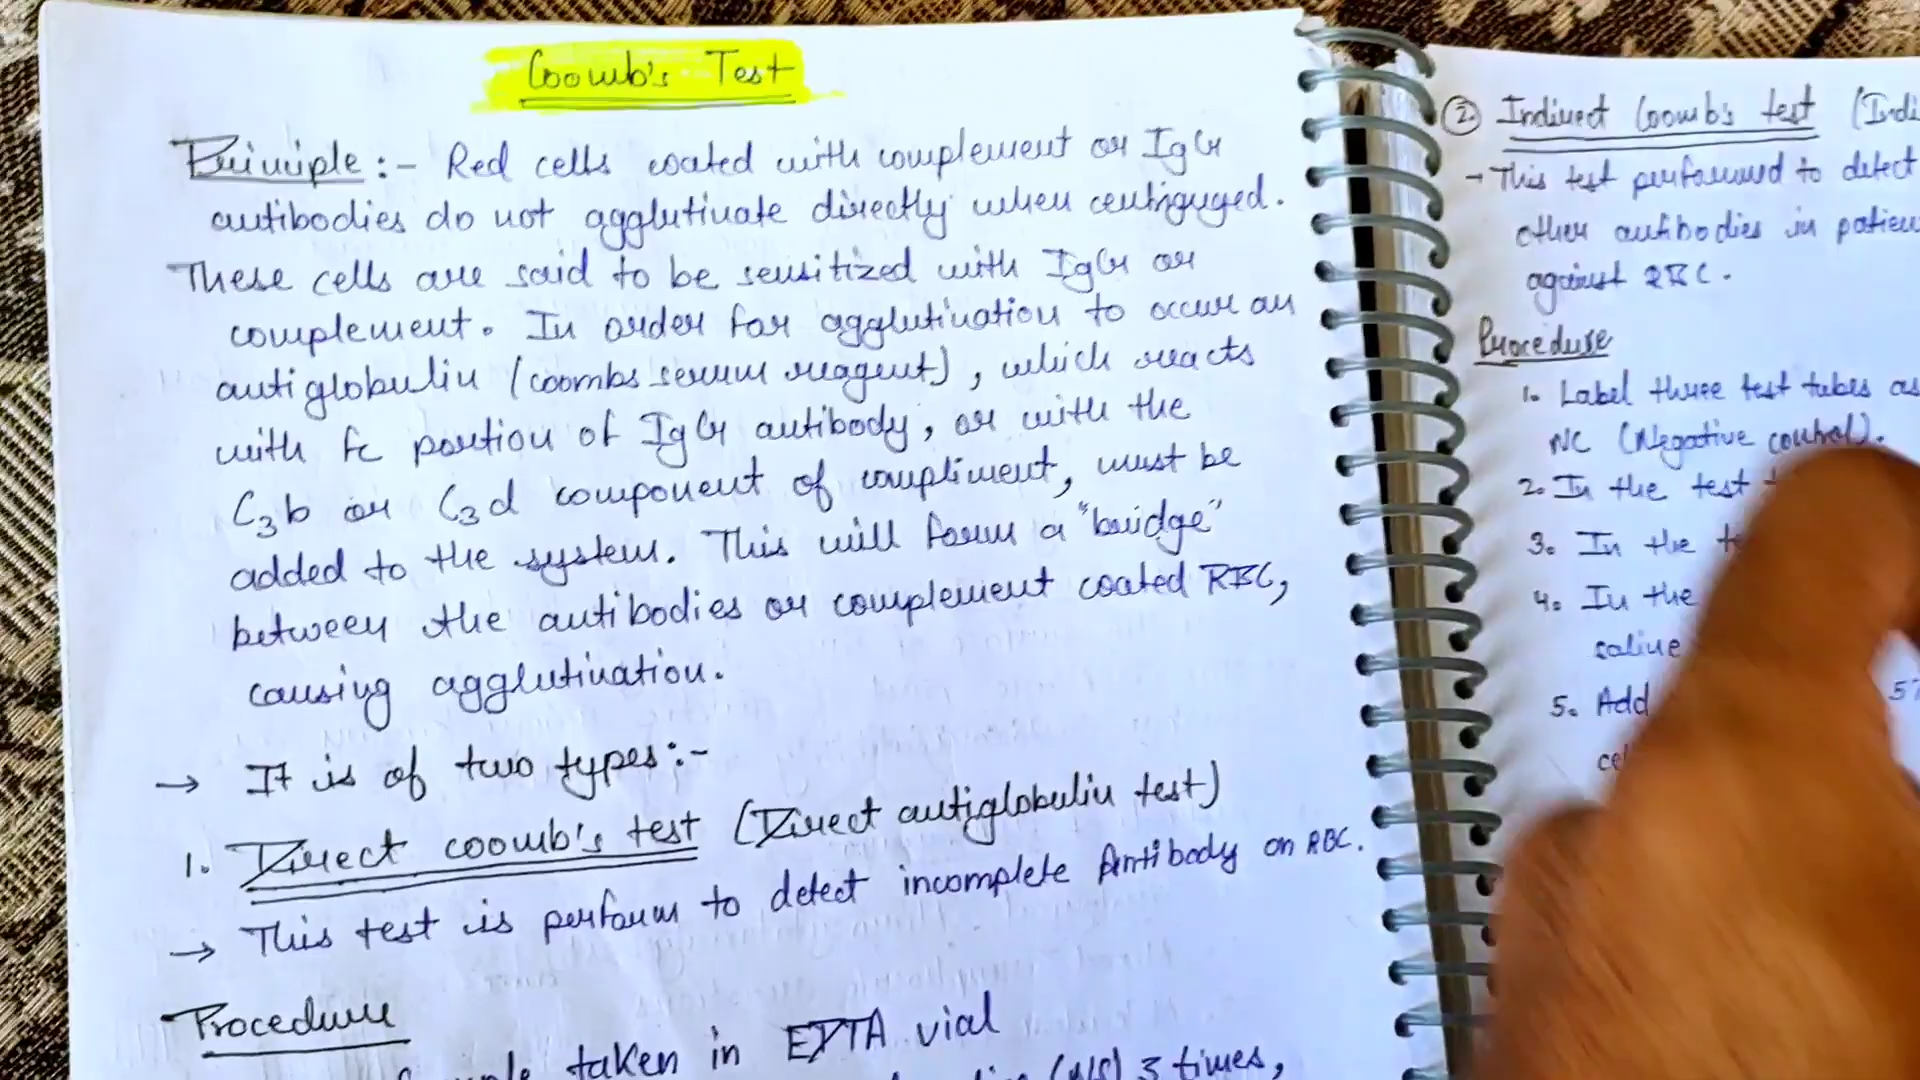 Coomb's Test
Principle :- Red cells coated with complement or IgG
antibodies do not agglutinate directly when centriguged.
These cells are said to be sensitized with IgG or
complement. In order for agglutination to occur an
antiglobulin (coombs serum reagent), which reacts
with fc portion of IgG antibody, or with the
C3b or C3d component of compliment, must be
added to the system. This will form a "bridge"
between the antibodies or complement coated RBC,
causing agglutination.
→ It is of two types :-
1. Direct coomb's test (Direct antiglobulin test)
→ This test is perform to detect incomplete Antibody on RBC.
Procedure
taken in EDTA vial
3 times,
② Indirect Coomb's test (Indi
→ This test performed to detect
other antibodies in patien
against RBC.
Procedure
1. Label three test tubes as
NC (Negative control).
2. In the test
3. In the
4. In the
saline
5. Add